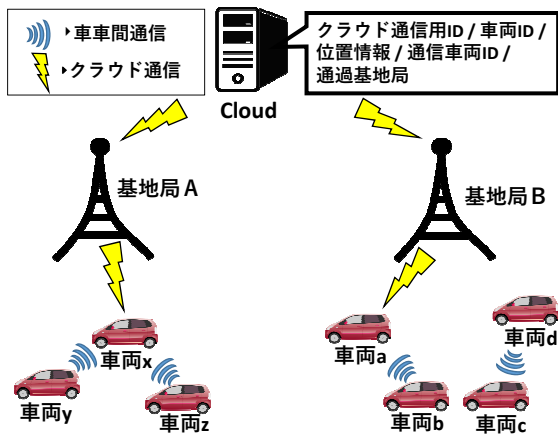 ▸車車間通信
▸クラウド通信
クラウド通信用ID / 車両ID /
位置情報 / 通信車両ID /
通過基地局
Cloud
基地局 A
基地局 B
車両x
車両y
車両z
車両a
車両b
車両c
車両d